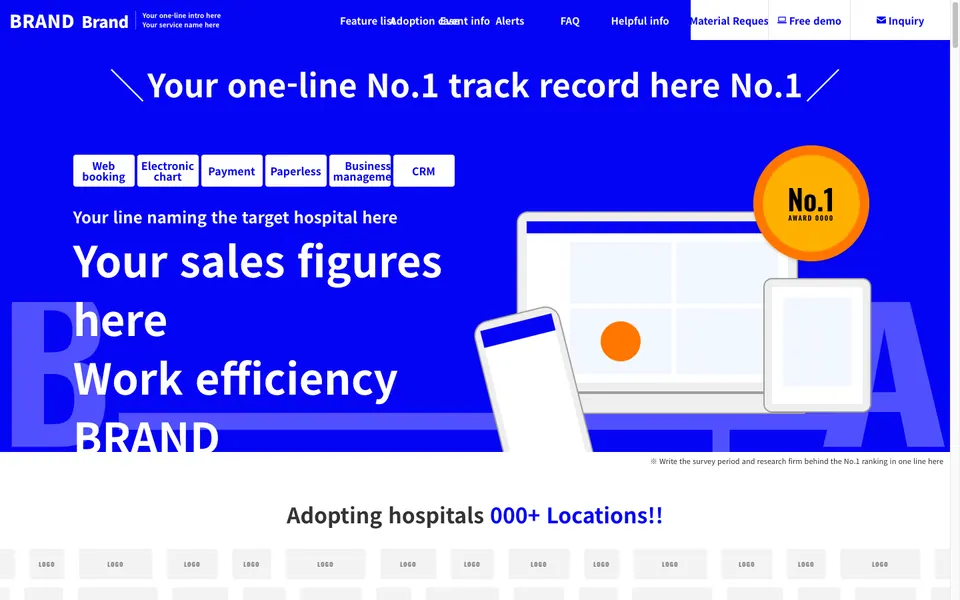 BRAND Brand
Your one-line intro here
Your service name here
Feature list
Adoption case
Event info
Alerts
FAQ
Helpful info
Material Reques
Free demo
Inquiry
Your one-line No.1 track record here No.1
Web booking
Electronic chart
Payment
Paperless
Business manageme
CRM
No.1
AWARD 0000
Your line naming the target hospital here
Your sales figures
here
Work efficiency
BRAND
B A
※ Write the survey period and research firm behind the No.1 ranking in one line here
Adopting hospitals 000+ Locations!!
LOGO LOGO LOGO LOGO LOGO LOGO LOGO LOGO LOGO LOGO LOGO LOGO LOGO